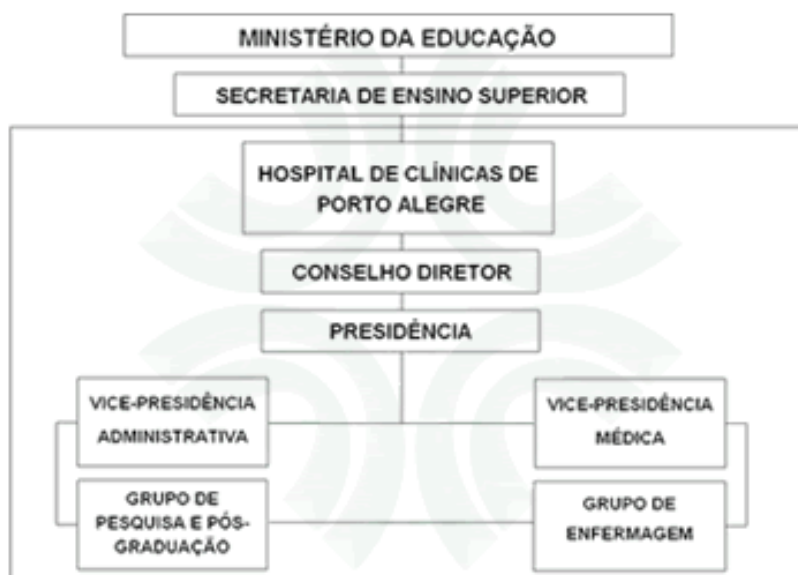 MINISTÉRIO DA EDUCAÇÃO
SECRETARIA DE ENSINO SUPERIOR
HOSPITAL DE CLÍNICAS DE
PORTO ALEGRE
CONSELHO DIRETOR
PRESIDÊNCIA
VICE-PRESIDÊNCIA
ADMINISTRATIVA
VICE-PRESIDÊNCIA
MÉDICA
GRUPO DE
PESQUISA E PÓS-
GRADUAÇÃO
GRUPO DE
ENFERMAGEM